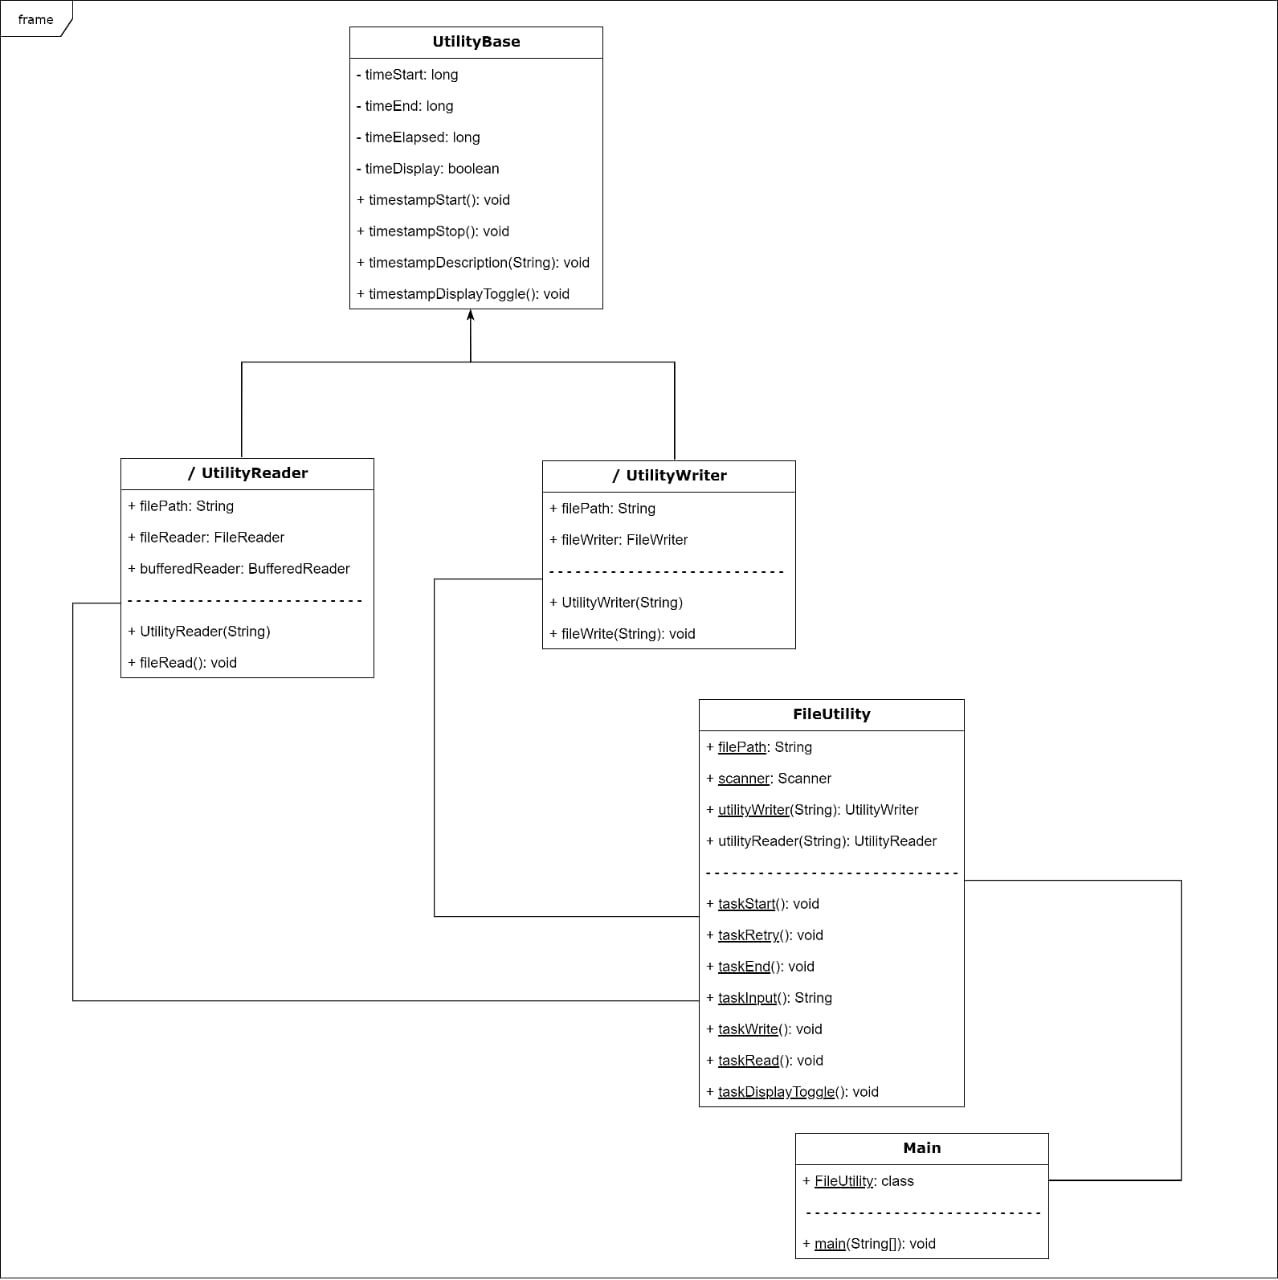 frame
UtilityBase
- timeStart: long
- timeEnd: long
- timeElapsed: long
- timeDisplay: boolean
+ timestampStart(): void
+ timestampStop(): void
+ timestampDescription(String): void
+ timestampDisplayToggle(): void
/ UtilityReader
+ filePath: String
+ fileReader: FileReader
+ bufferedReader: BufferedReader
+ UtilityReader(String)
+ fileRead(): void
/ UtilityWriter
+ filePath: String
+ fileWriter: FileWriter
+ UtilityWriter(String)
+ fileWrite(String): void
FileUtility
+ filePath: String
+ scanner: Scanner
+ utilityWriter(String): UtilityWriter
+ utilityReader(String): UtilityReader
+ taskStart(): void
+ taskRetry(): void
+ taskEnd(): void
+ taskInput(): String
+ taskWrite(): void
+ taskRead(): void
+ taskDisplayToggle(): void
Main
+ FileUtility: class
+ main(String[]): void